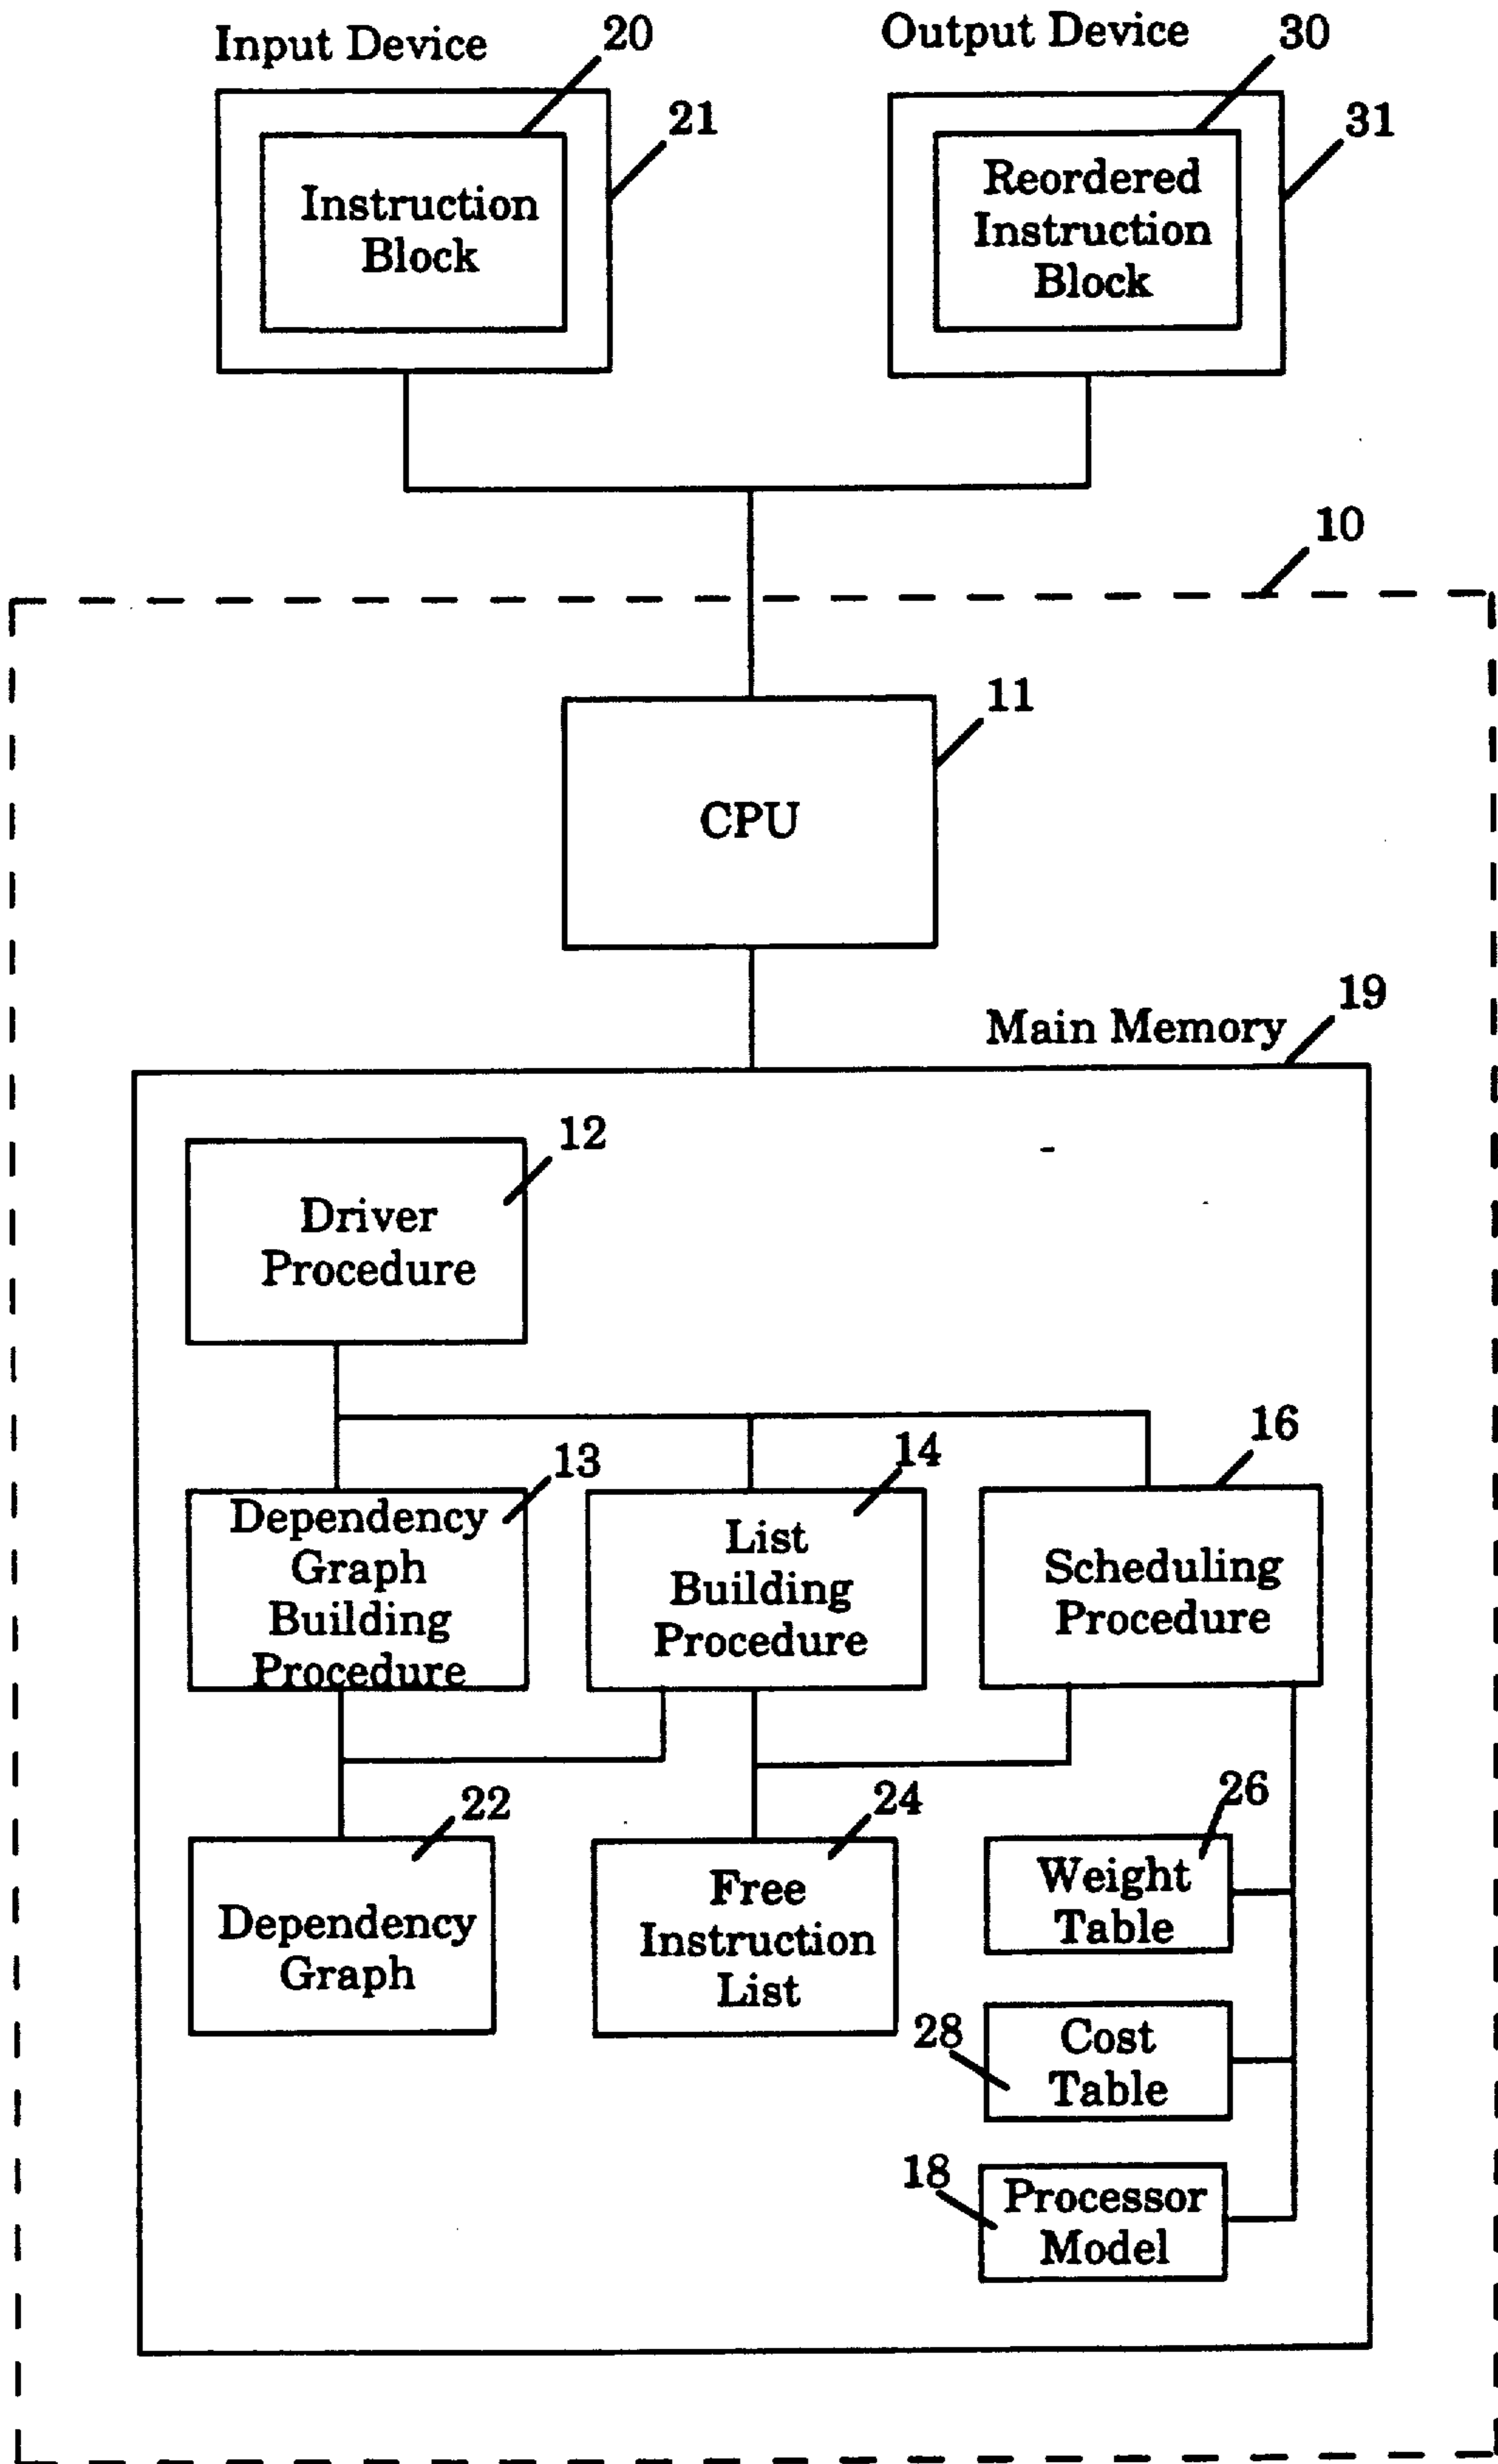 Input Device
20
Output Device
30
21
31
Instruction
Block
Reordered
Instruction
Block
10
11
CPU
19
Main Memory
12
Driver
Procedure
13
14
16
Dependency
Graph
Building
Procedure
List
Building
Procedure
Scheduling
Procedure
22
24
26
Dependency
Graph
Free
Instruction
List
Weight
Table
28
Cost
Table
18
Processor
Model